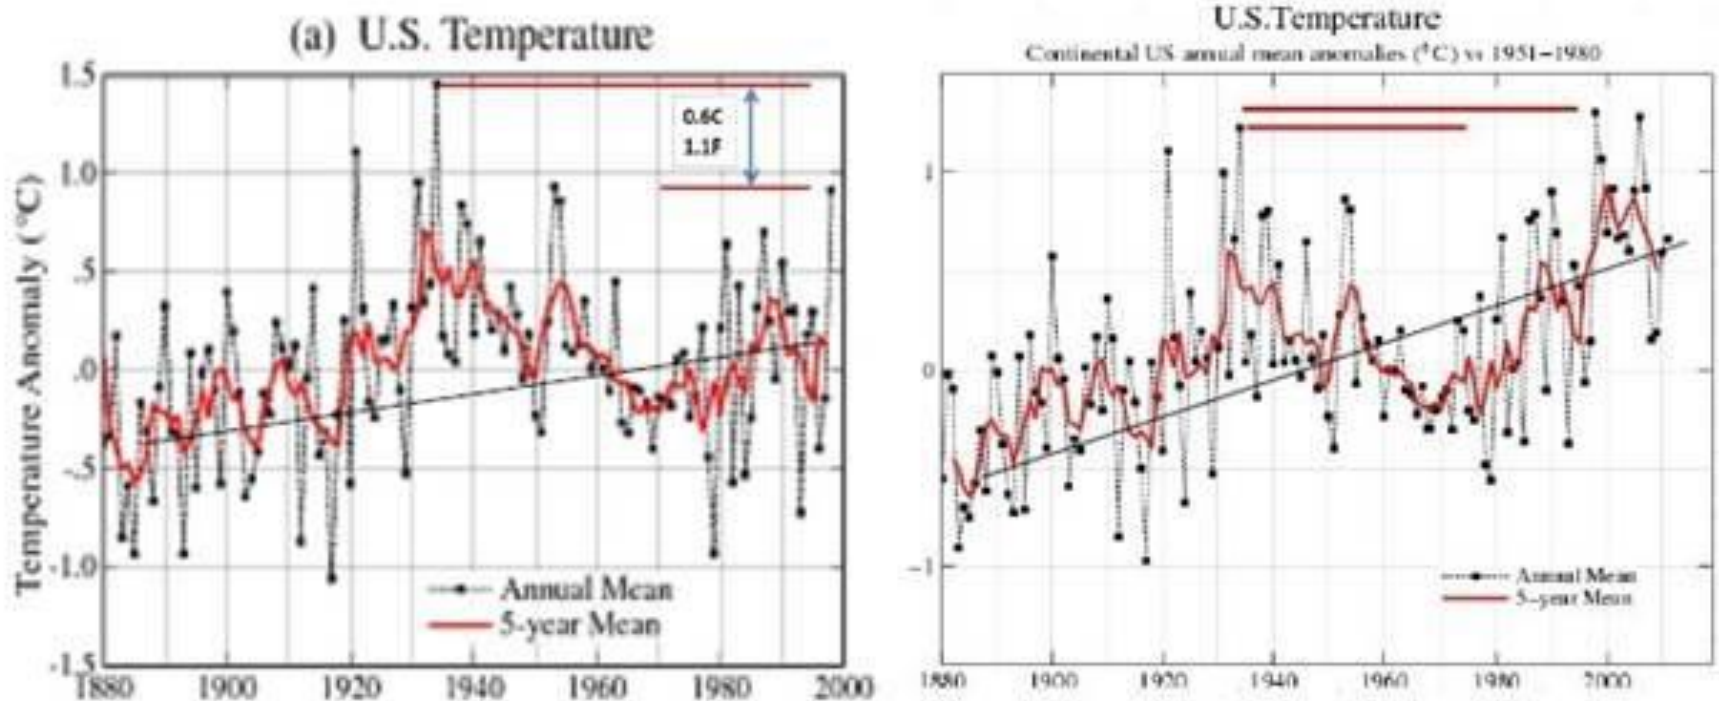 (a) U.S. Temperature
Temperature Anomaly (°C)
1.5
1.0
.5
.0
-.5
-1.0
-1.5
0.6C
1.1F
Annual Mean
5-year Mean
1880 1900 1920 1940 1960 1980 2000
U.S.Temperature
Continental US annual mean anomalies (°C) vs 1951-1980
1
0
-1
Annual Mean
5-year Mean
1880 1900 1920 1940 1960 1980 2000